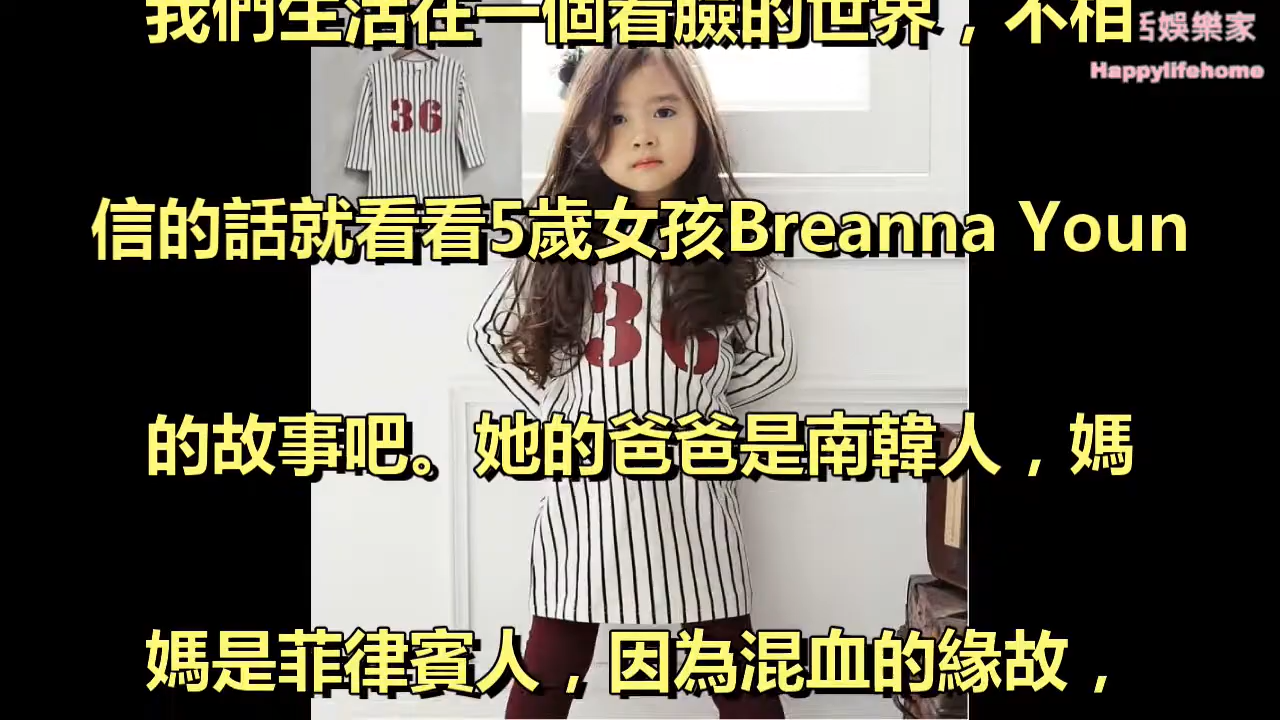 我們生活在一個看臉的世界，不相
活娛樂家
Happylifehome
36
信的話就看看5歲女孩Breanna Youn
36
的故事吧。她的爸爸是南韓人，媽
媽是菲律賓人，因為混血的緣故，